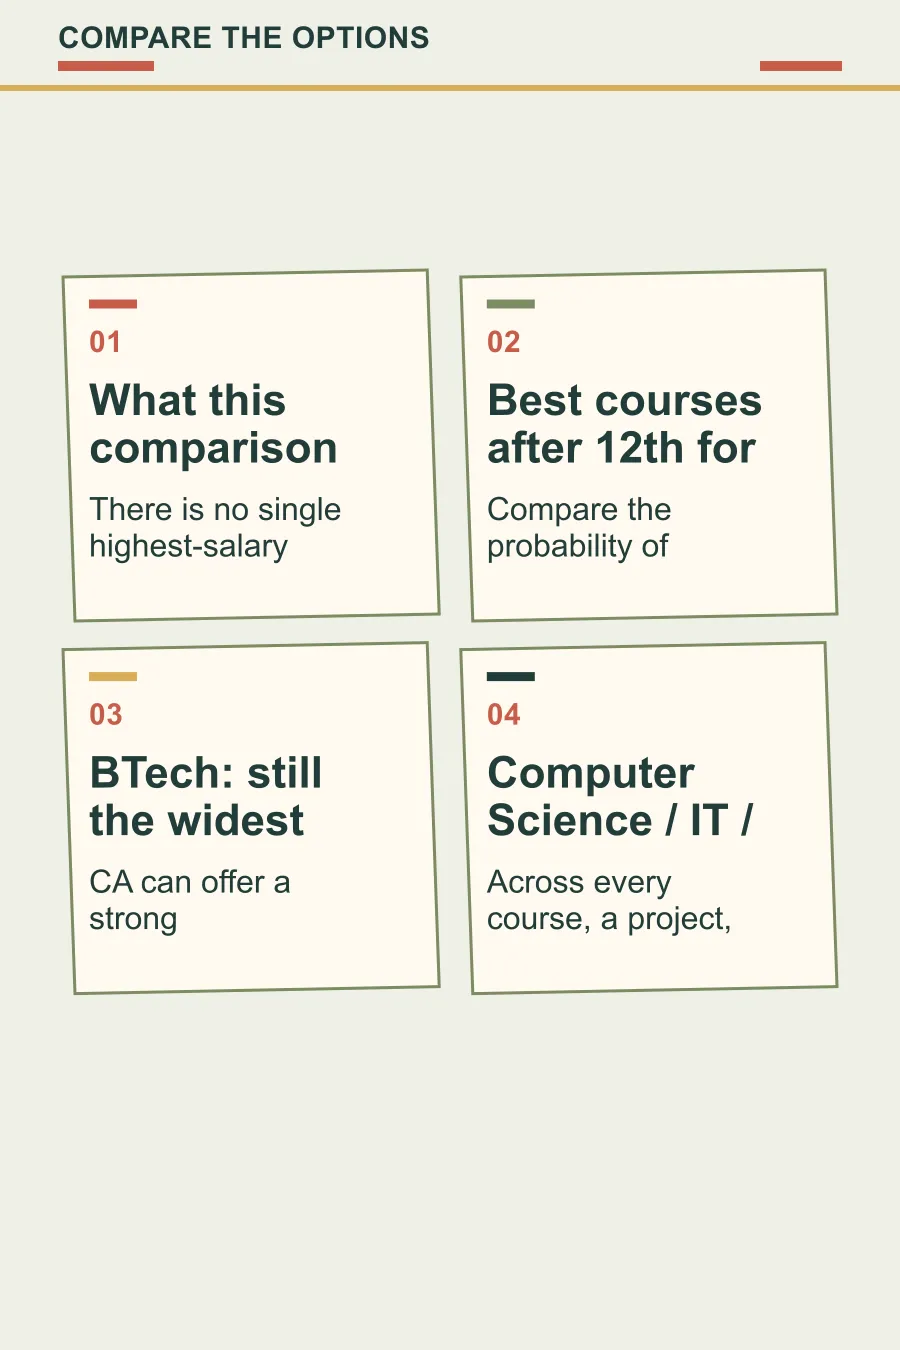 COMPARE THE OPTIONS
01
What this
comparison
There is no single
highest-salary
02
Best courses
after 12th for
Compare the
probability of
03
BTech: still
the widest
CA can offer a
strong
04
Computer
Science / IT /
Across every
course, a project,